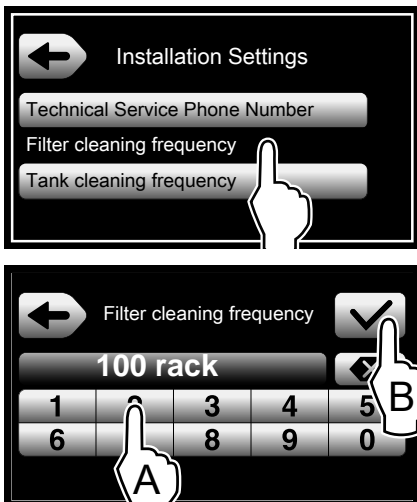 Installation Settings
Technical Service Phone Number
Filter cleaning frequency
Tank cleaning frequency
Filter cleaning frequency
100 rack
1 2 3 4 5
6 8 9 0
A
B